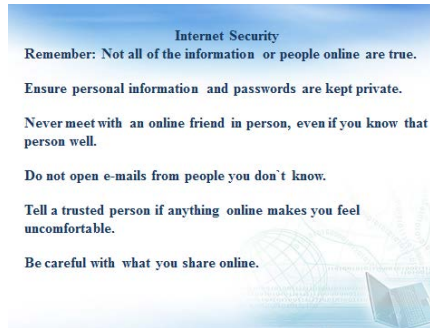 Internet Security
Remember: Not all of the information or people online are true.
Ensure personal information and passwords are kept private.
Never meet with an online friend in person, even if you know that
person well.
Do not open e-mails from people you don`t know.
Tell a trusted person if anything online makes you feel
uncomfortable.
Be careful with what you share online.